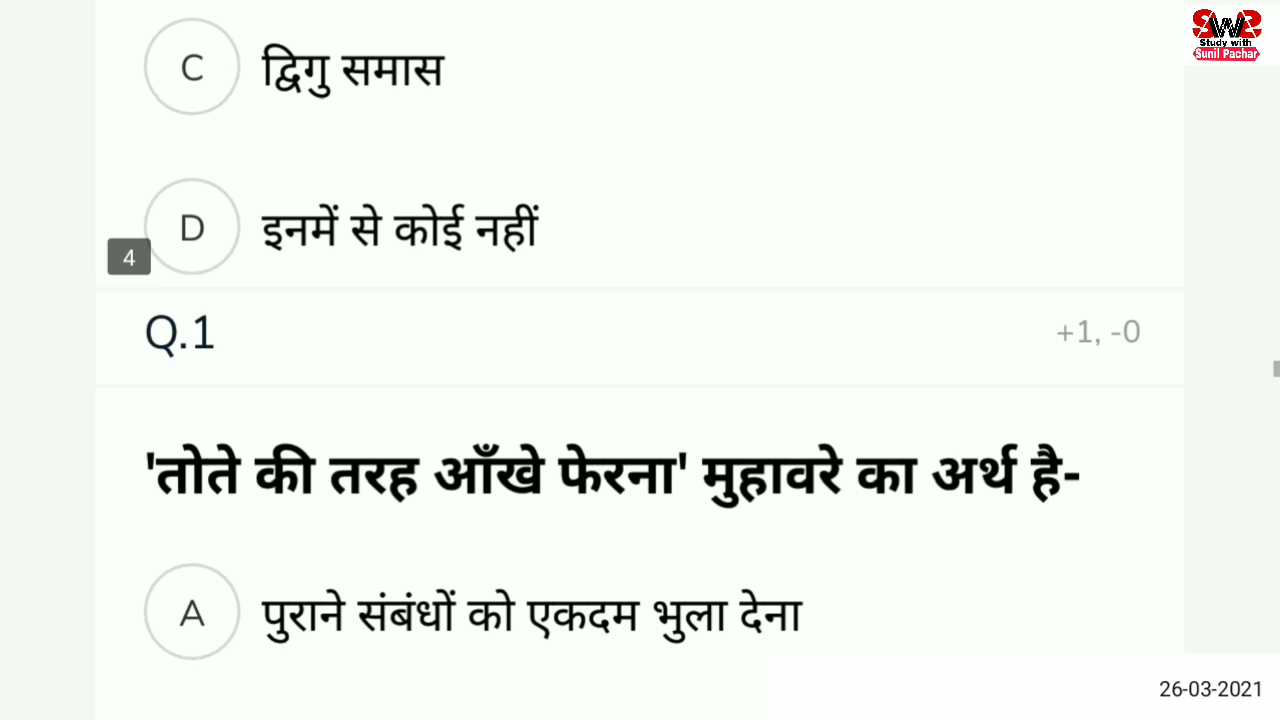 SWS
Study with
Sunil Pachar
C द्विगु समास
D इनमें से कोई नहीं
4
Q.1 +1, -0
'तोते की तरह आँखे फेरना' मुहावरे का अर्थ है-
A पुराने संबंधों को एकदम भुला देना
26-03-2021